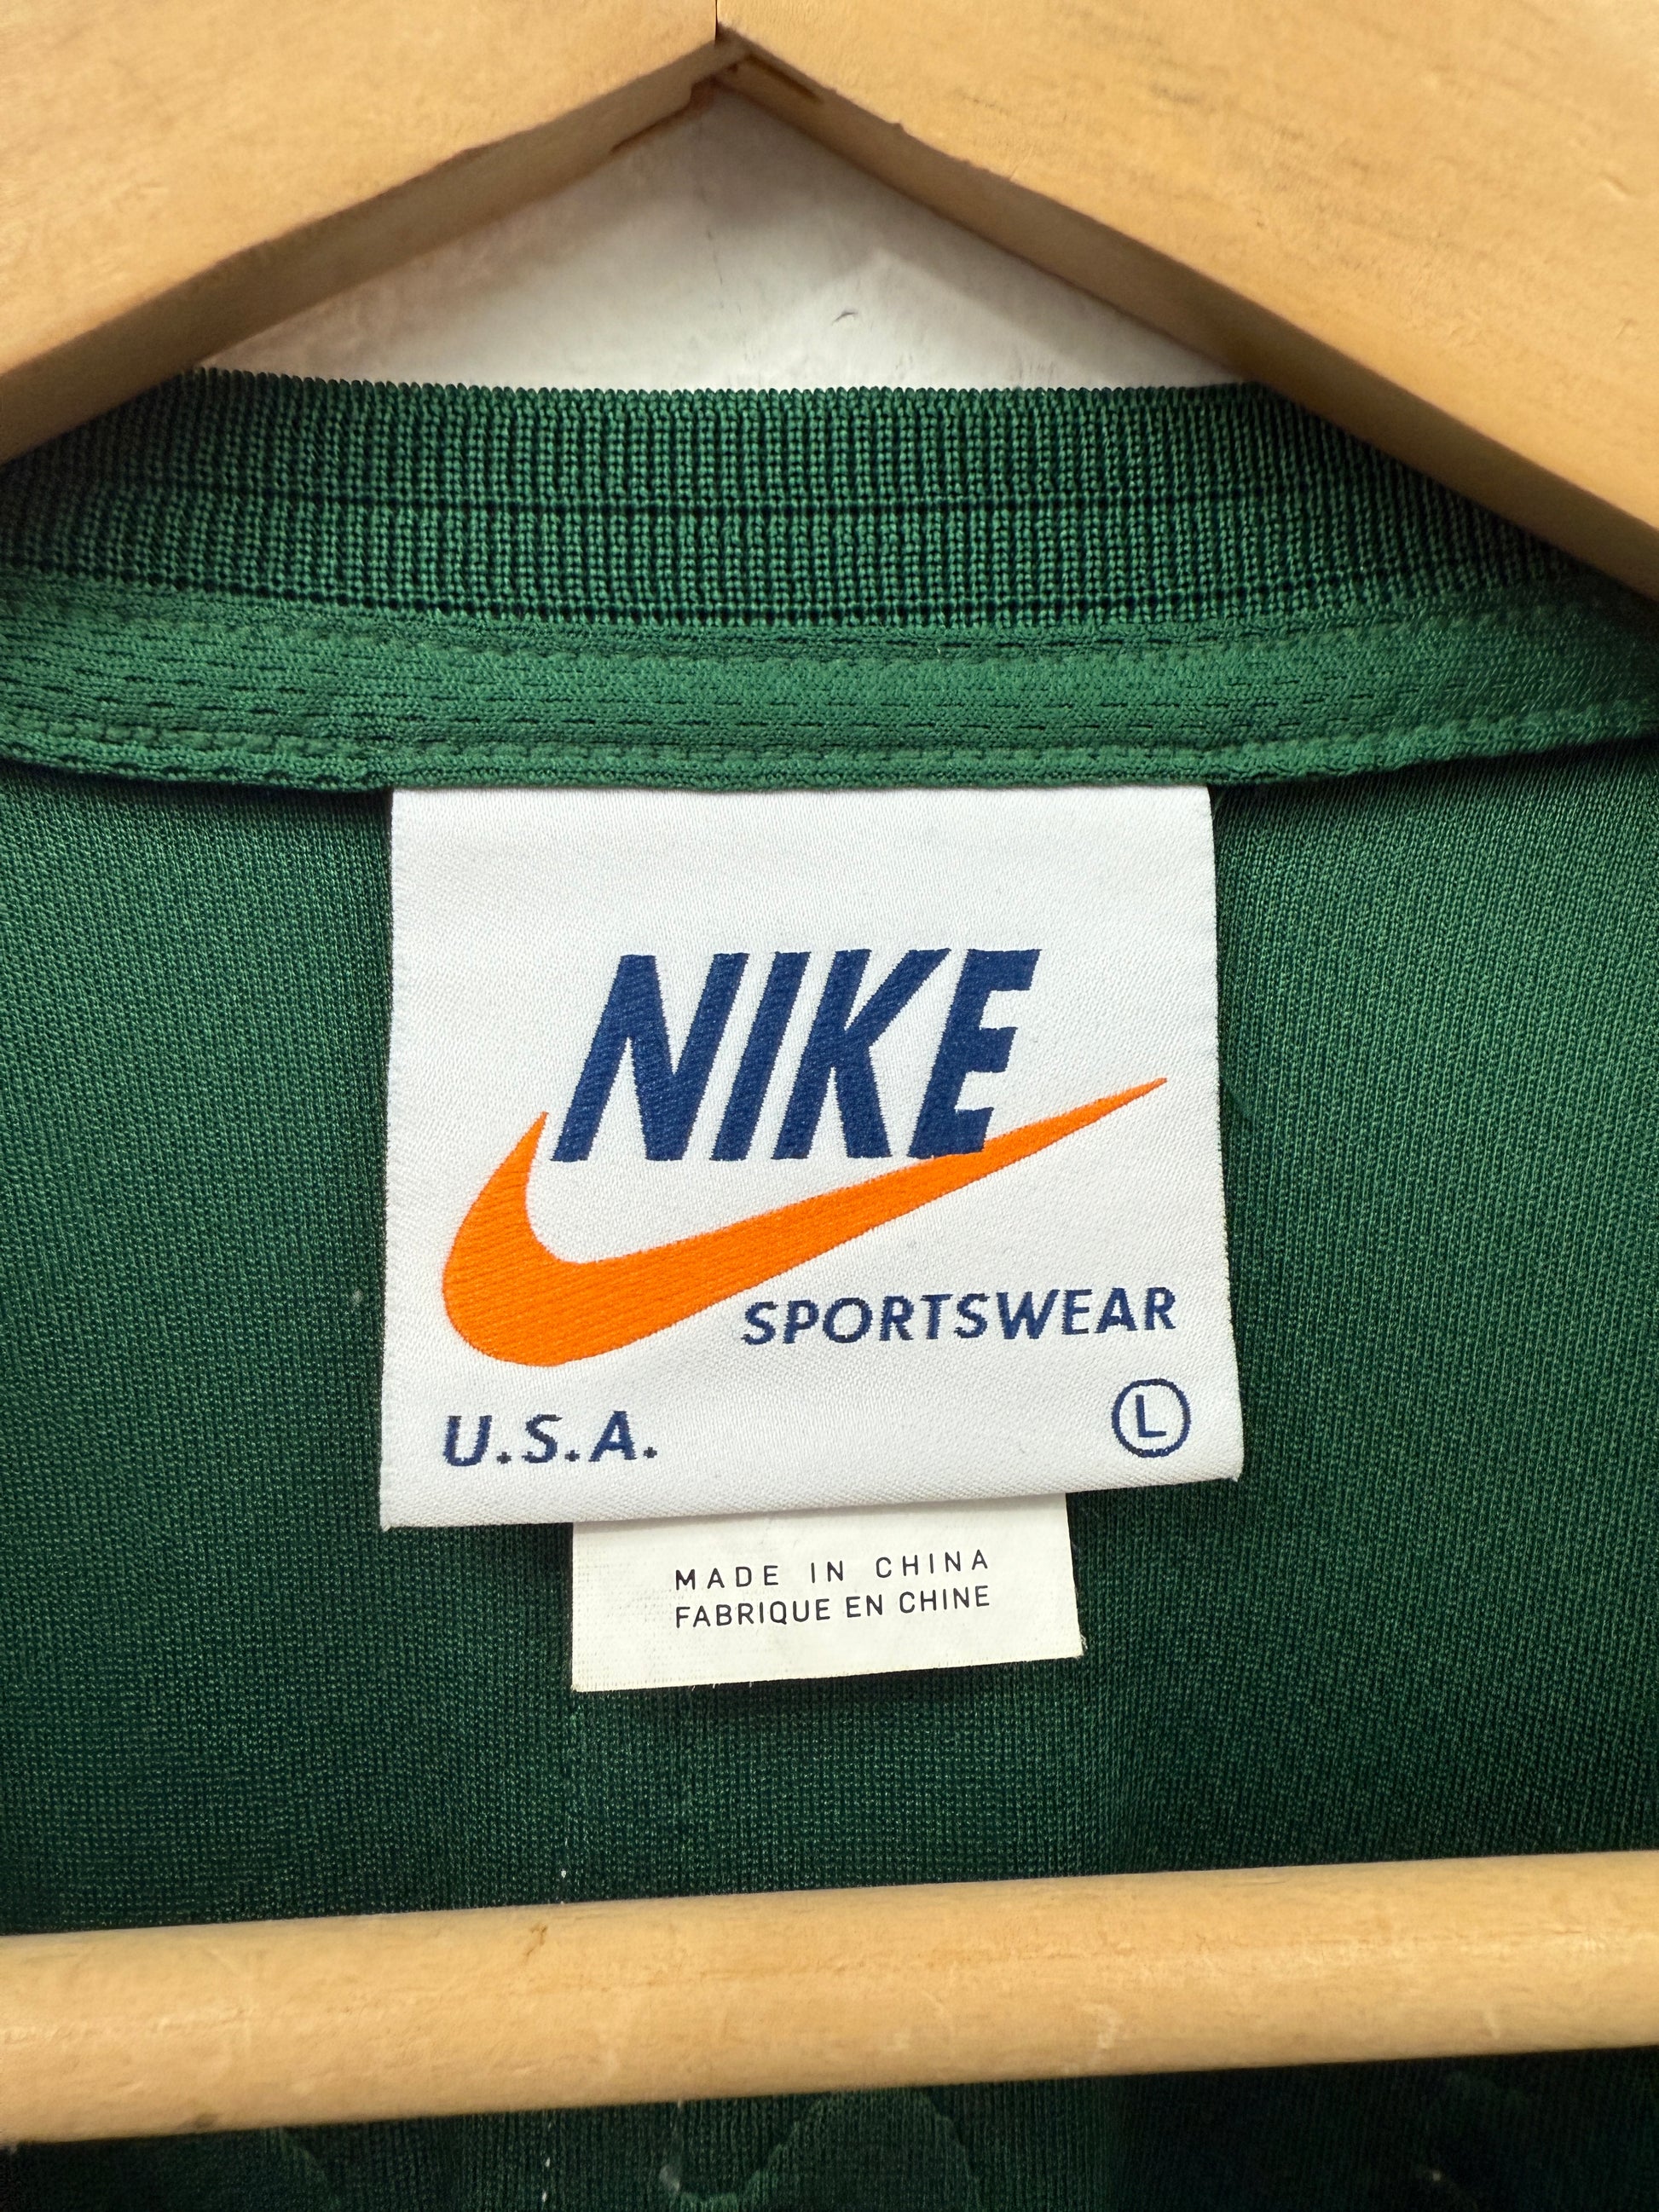 NIKE
SPORTSWEAR
U.S.A. L
MADE IN CHINA
FABRIQUE EN CHINE